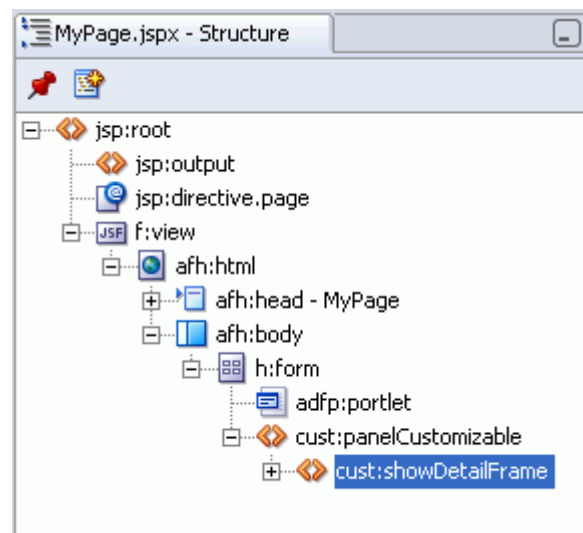 MyPage.jspx - Structure
jsp:root
jsp:output
jsp:directive.page
JSF f:view
afh:html
afh:head - MyPage
afh:body
h:form
adfp:portlet
cust:panelCustomizable
cust:showDetailFrame